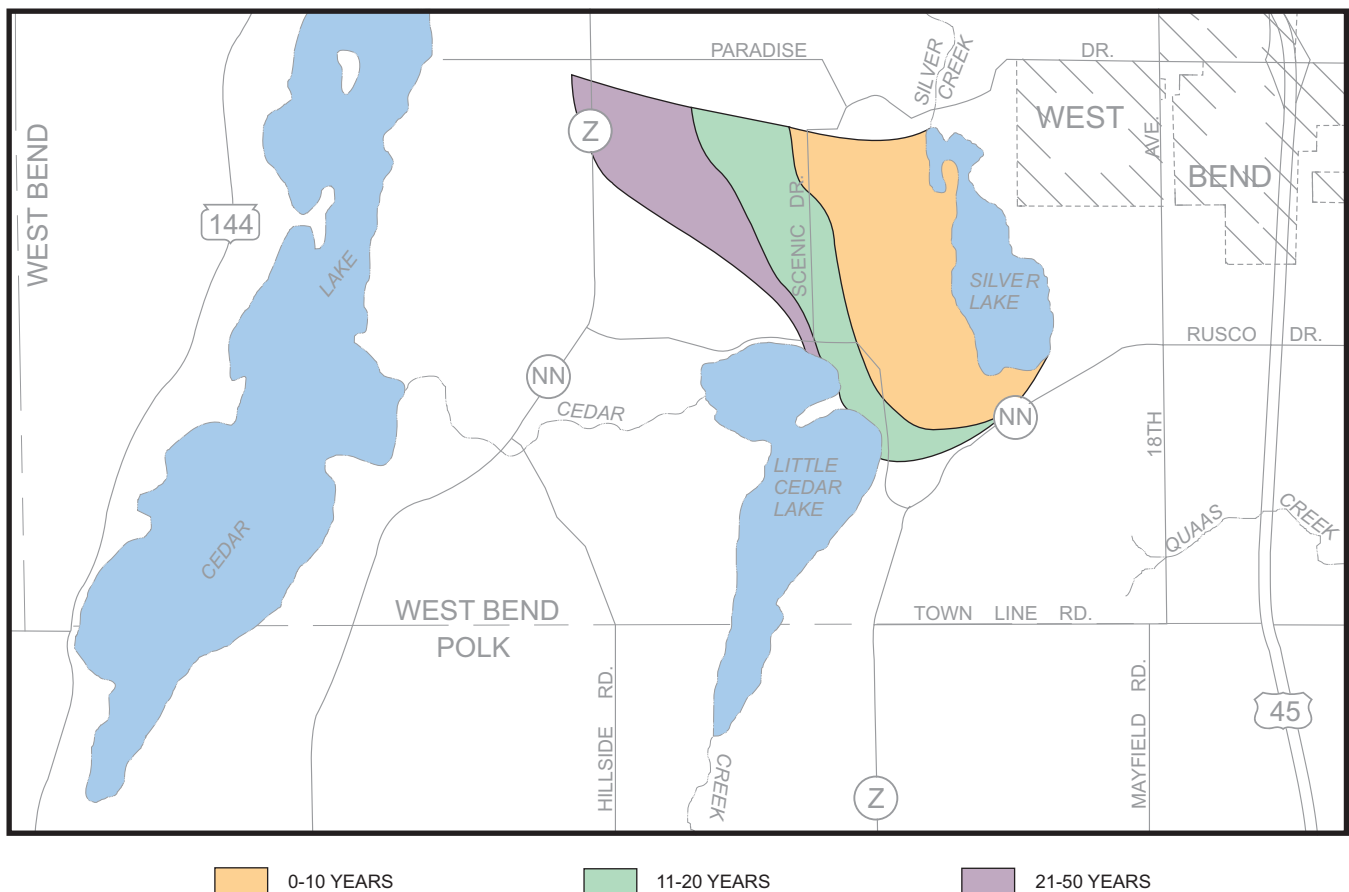 PARADISE
DR.
SILVER
CREEK
WEST
AVE.
BEND
Z
WEST BEND
144
LAKE
SCENIC DR.
SILVER
LAKE
RUSCO DR.
NN
CEDAR
NN
18TH
LITTLE
CEDAR
LAKE
CEDAR
QUAAS CREEK
WEST BEND
POLK
TOWN LINE RD.
HILLSIDE RD.
MAYFIELD RD.
45
CREEK
Z
0-10 YEARS
11-20 YEARS
21-50 YEARS